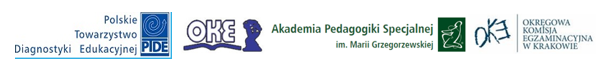 Polskie
Towarzystwo
Diagnostyki Edukacyjnej
PTDE
OKE
Akademia Pedagogiki Specjalnej
im. Marii Grzegorzewskiej
OKE
OKRĘGOWA
KOMISJA
EGZAMINACYJNA
W KRAKOWIE